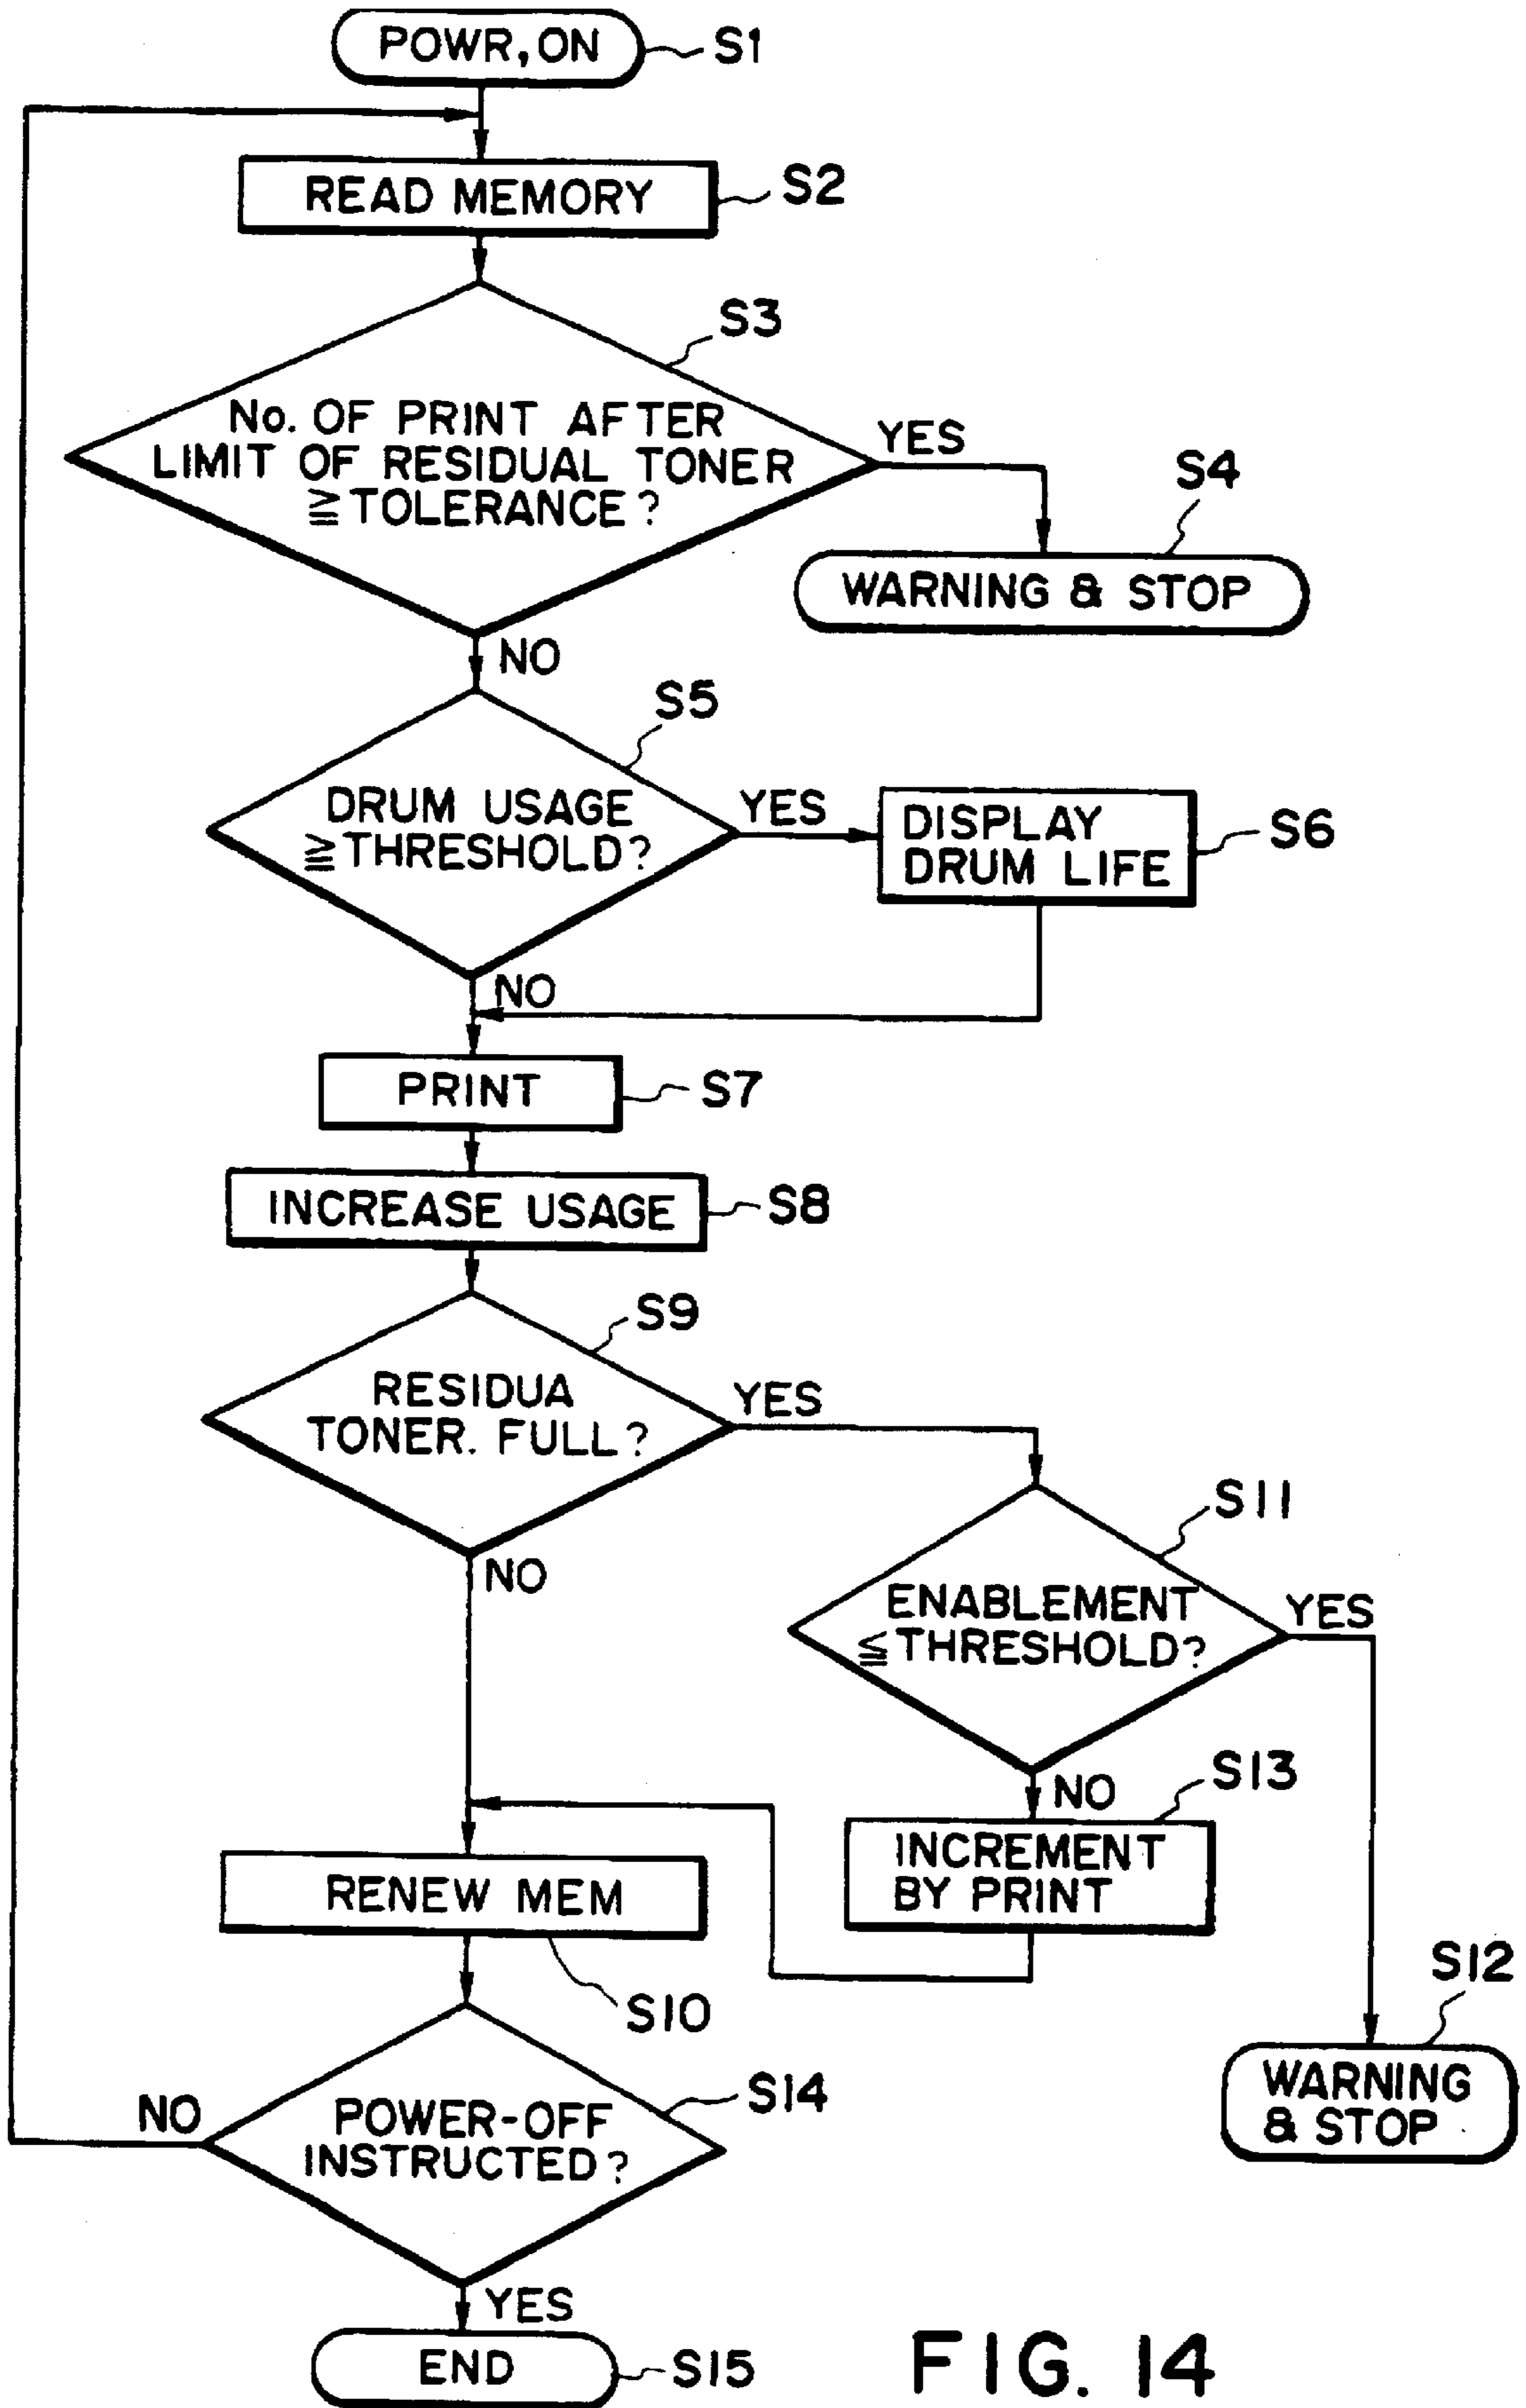 POWR, ON
S1
READ MEMORY
S2
S3
No. OF PRINT AFTER
LIMIT OF RESIDUAL TONER
≧TOLERANCE?
YES
S4
WARNING & STOP
NO
S5
DRUM USAGE
≧THRESHOLD?
YES
DISPLAY
DRUM LIFE
S6
NO
PRINT
S7
INCREASE USAGE
S8
S9
RESIDUA
TONER. FULL?
YES
NO
S11
ENABLEMENT
≦THRESHOLD?
YES
NO
S13
INCREMENT
BY PRINT
RENEW MEM
S10
S12
WARNING
& STOP
S14
POWER-OFF
INSTRUCTED?
NO
YES
END
S15
FIG. 14